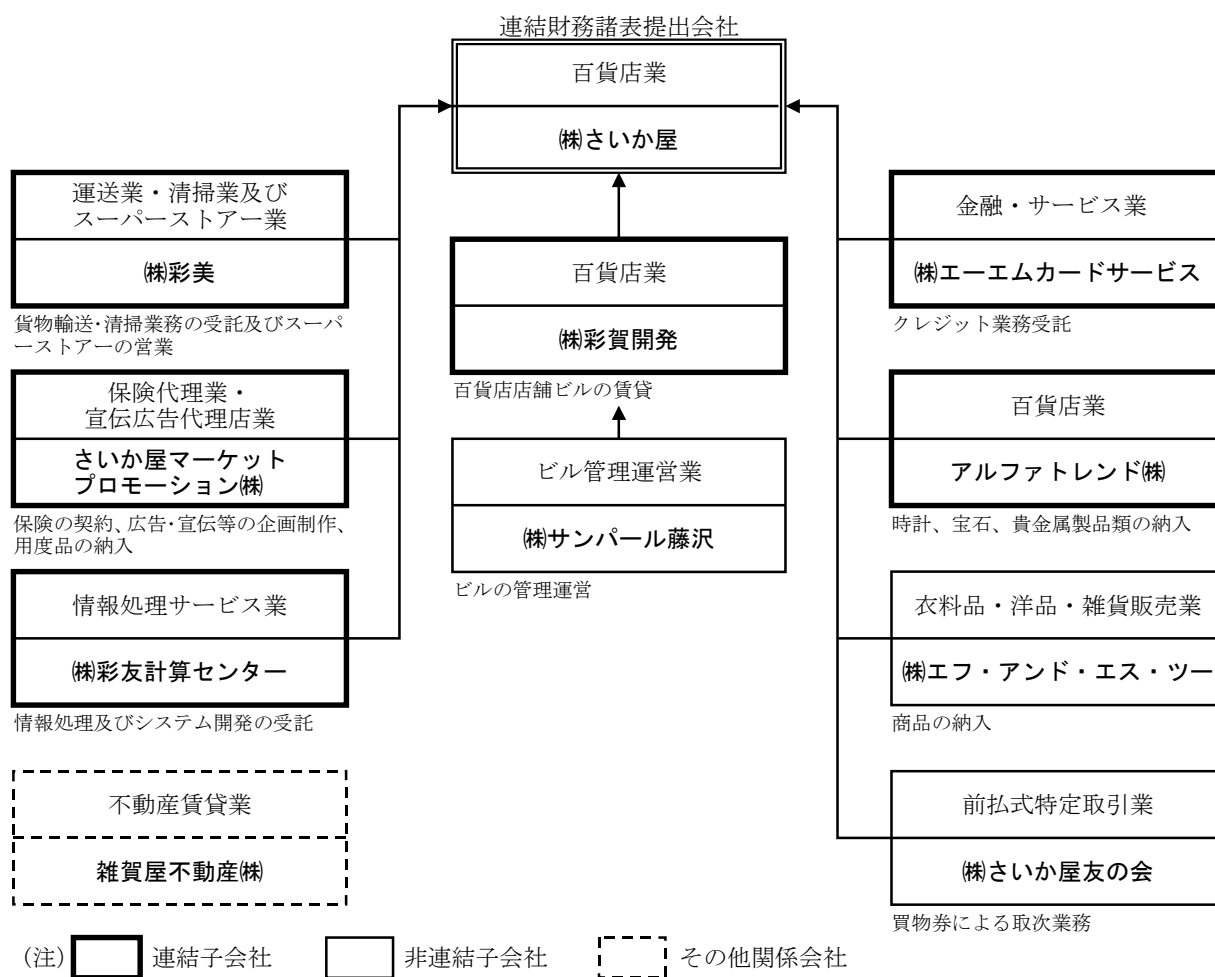 連結財務諸表提出会社
百貨店業
㈱さいか屋
運送業・清掃業及び
スーパーストアー業
㈱彩美
貨物輸送・清掃業務の受託及びスーパ
ーストアーの営業
保険代理業・
宣伝広告代理店業
さいか屋マーケット
プロモーション㈱
保険の契約、広告・宣伝等の企画制作、
用度品の納入
情報処理サービス業
㈱彩友計算センター
情報処理及びシステム開発の受託
不動産賃貸業
雑賀屋不動産㈱
百貨店業
㈱彩賀開発
百貨店店舗ビルの賃貸
ビル管理運営業
㈱サンパール藤沢
ビルの管理運営
金融・サービス業
㈱エーエムカードサービス
クレジット業務受託
百貨店業
アルファトレンド㈱
時計、宝石、貴金属製品類の納入
衣料品・洋品・雑貨販売業
㈱エフ・アンド・エス・ツー
商品の納入
前払式特定取引業
㈱さいか屋友の会
買物券による取次業務
(注) 連結子会社 非連結子会社 その他関係会社